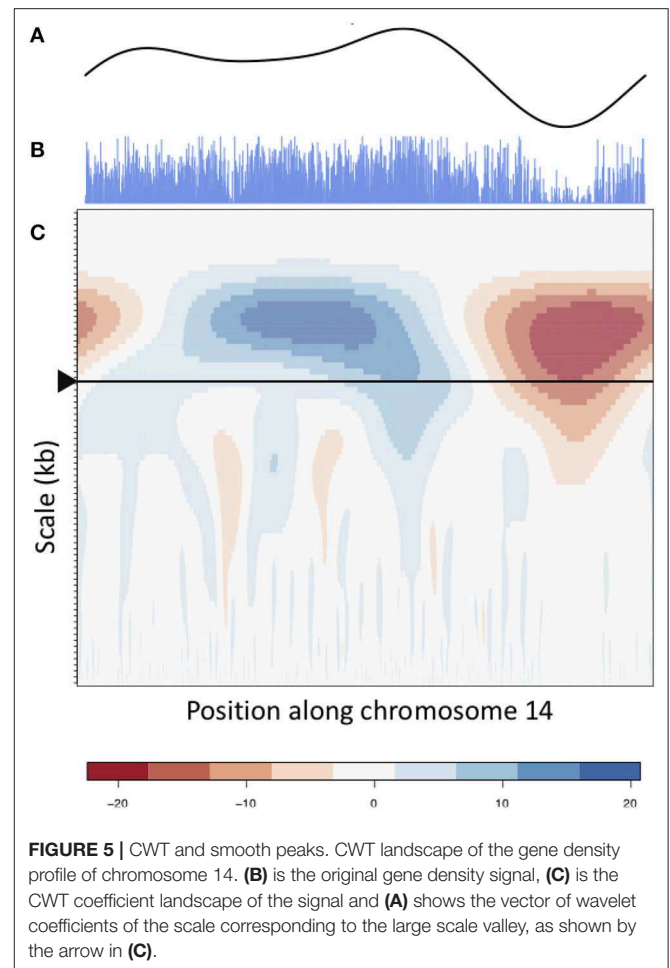 A
B
C
Scale (kb)
Position along chromosome 14
−20 −10 0 10 20
FIGURE 5 | CWT and smooth peaks. CWT landscape of the gene density
profile of chromosome 14. (B) is the original gene density signal, (C) is the
CWT coefficient landscape of the signal and (A) shows the vector of wavelet
coefficients of the scale corresponding to the large scale valley, as shown by
the arrow in (C).